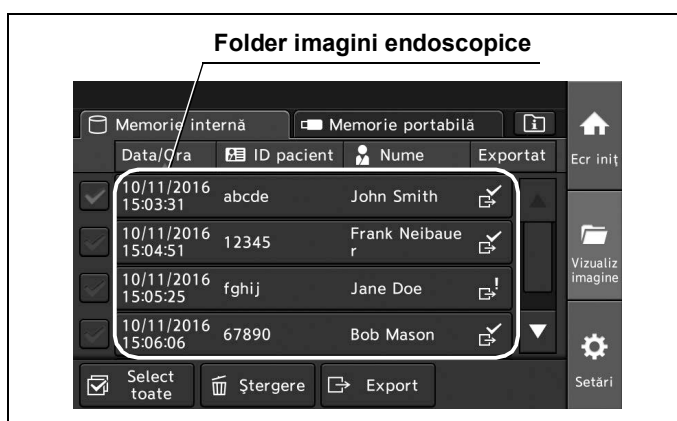 Folder imagini endoscopice
Memorie internă
Memorie portabilă
Data/Ora
ID pacient
Nume
Exportat
10/11/2016
15:03:31
abcde
John Smith
10/11/2016
15:04:51
12345
Frank Neibaue
r
10/11/2016
15:05:25
fghij
Jane Doe
10/11/2016
15:06:06
67890
Bob Mason
Select
toate
Ștergere
Export
Ecr iniț
Vizualiz
imagine
Setări